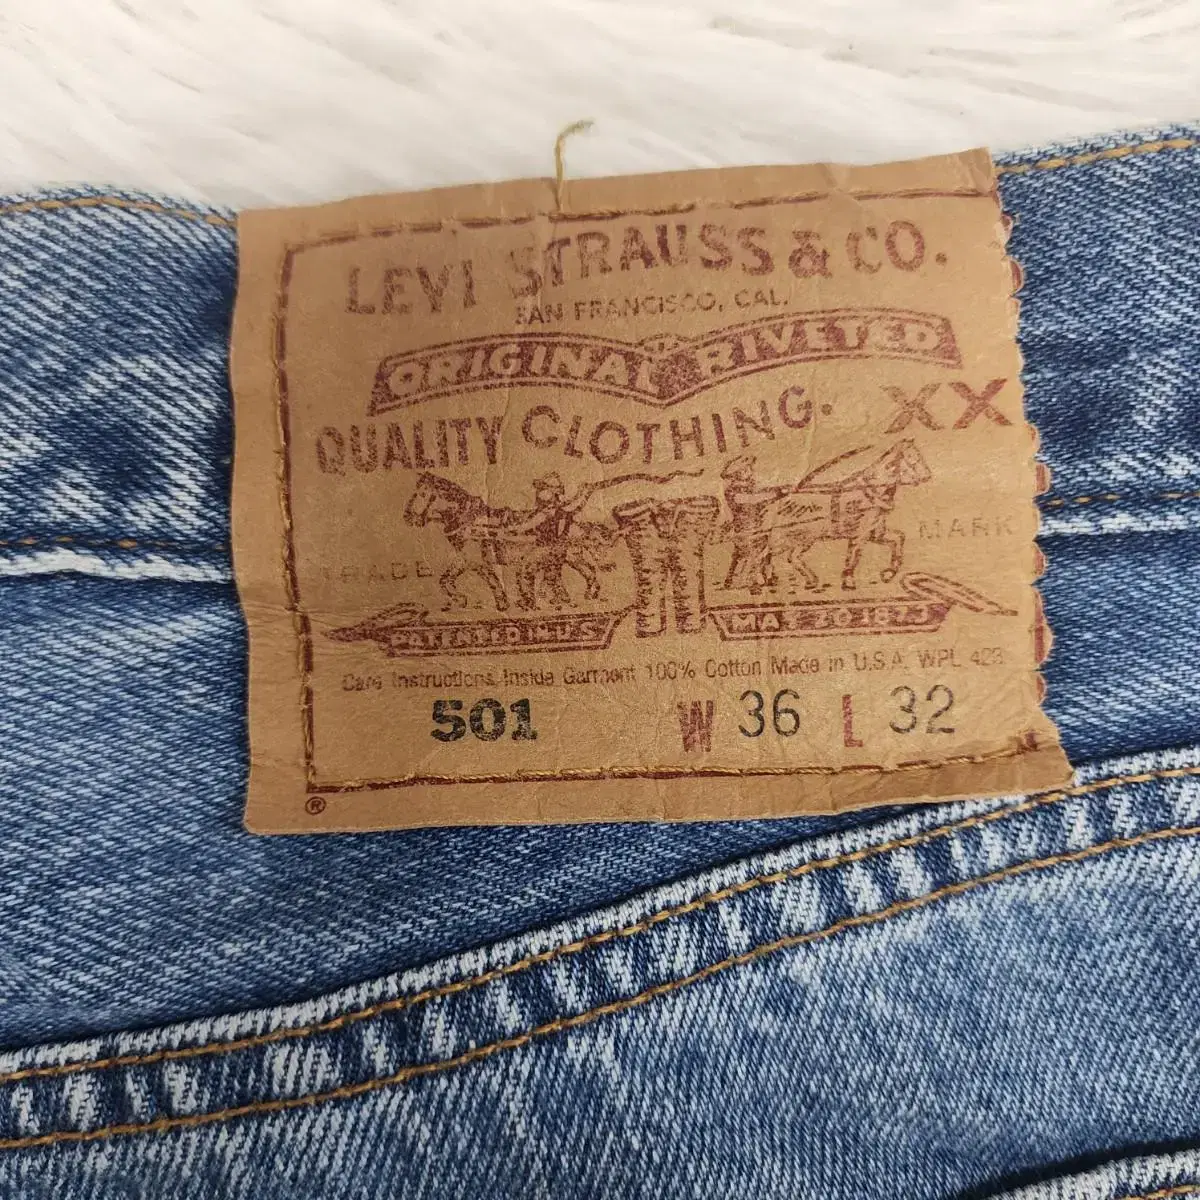 LEVI STRAUSS & CO.
SAN FRANCISCO, CAL.
ORIGINAL RIVETED
QUALITY CLOTHING. XX
TRADE MARK
PATENTED IN U.S. MAY 20 1873
Care Instructions Inside Garment 100% Cotton Made in U.S.A. WPL 423
501 W 36 L 32
®